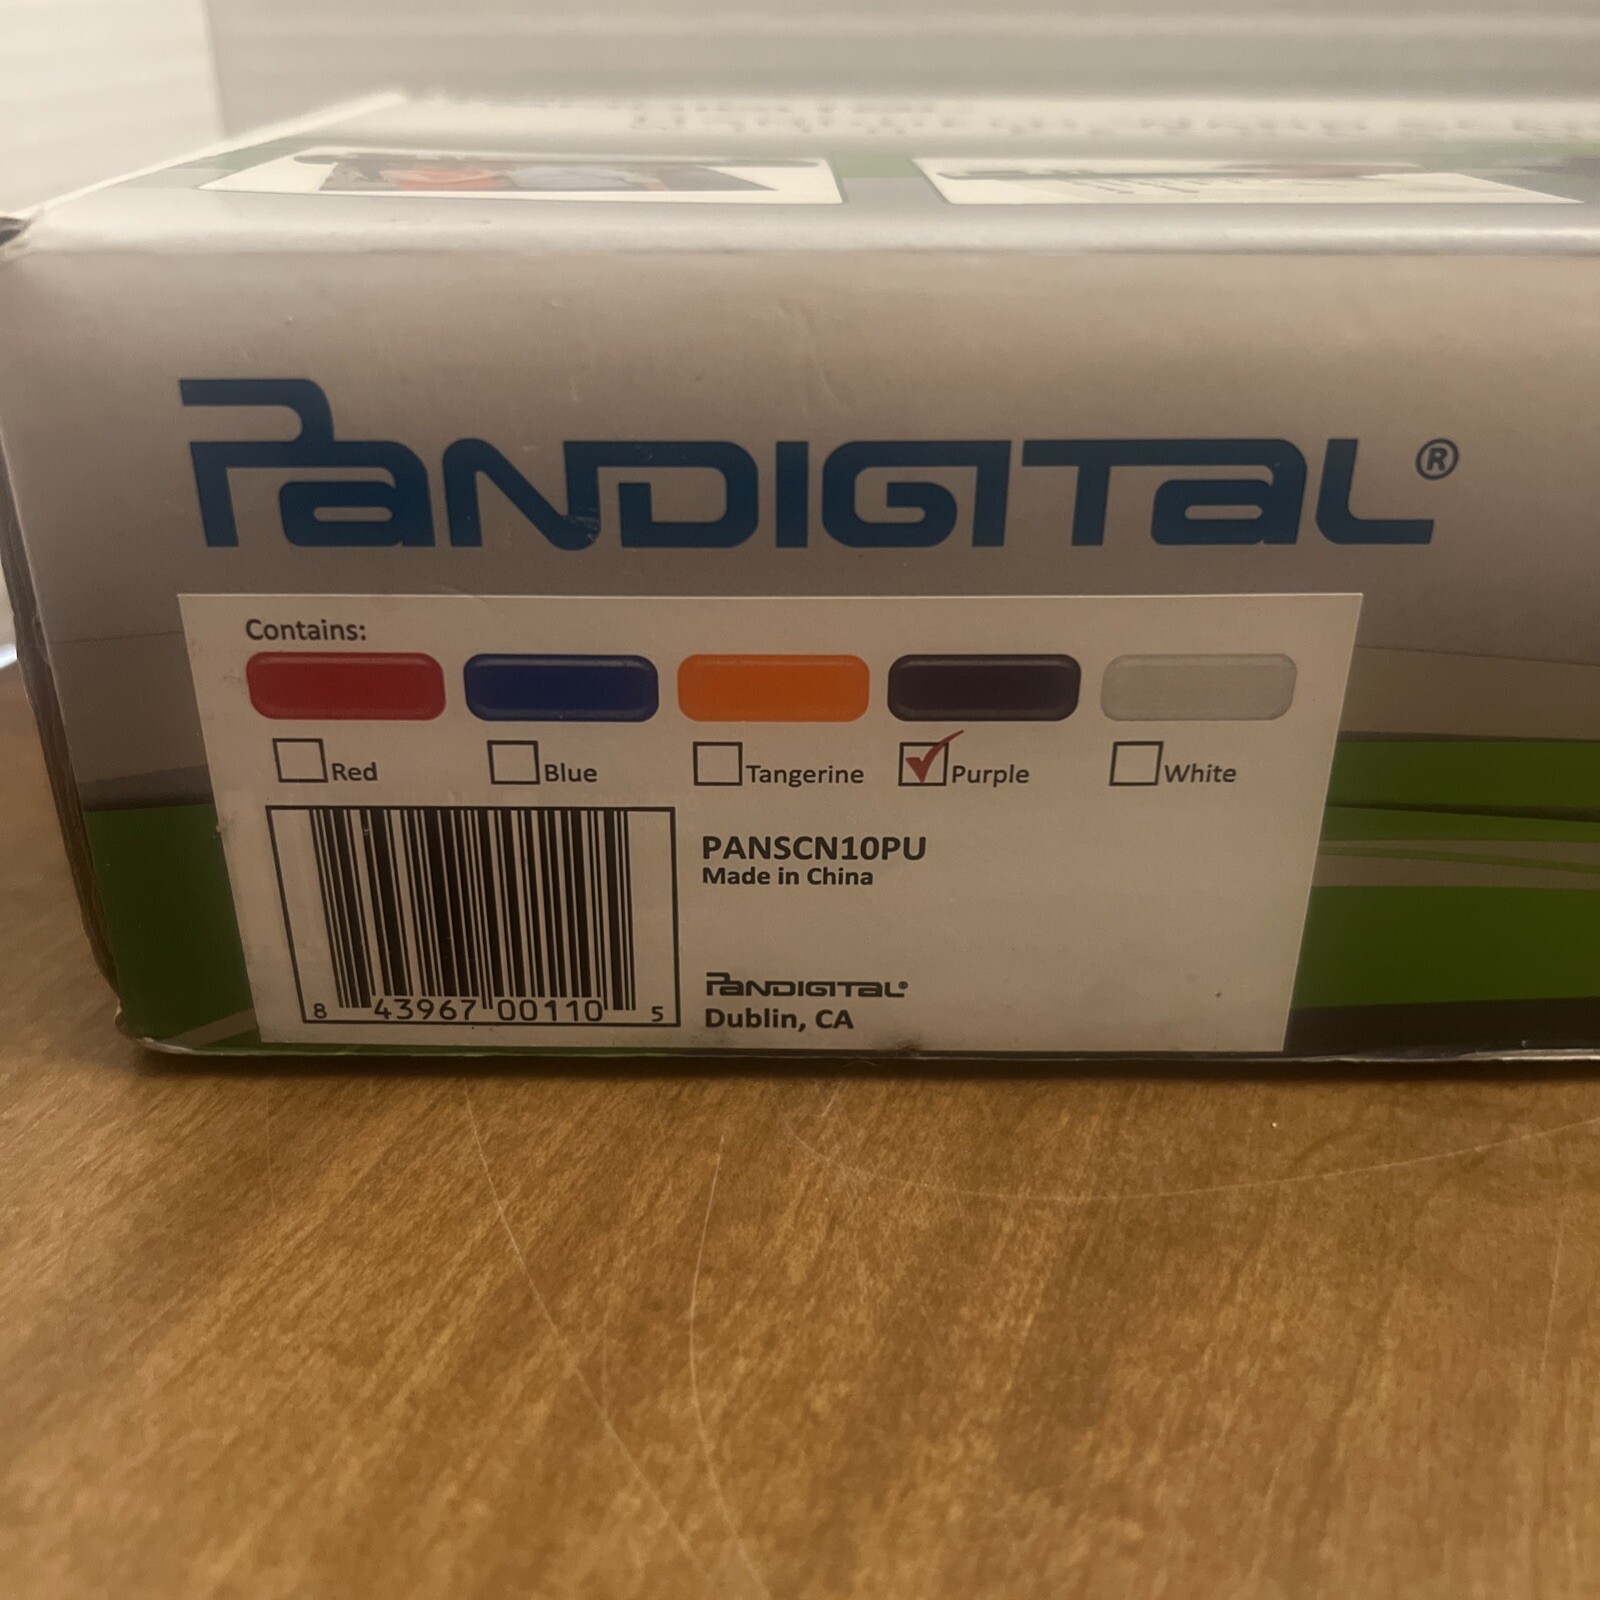 PANDIGITAL®
Contains:
Red Blue Tangerine Purple White
PANSCN10PU
Made in China
8 43967 00110 5
PANDIGITAL®
Dublin, CA